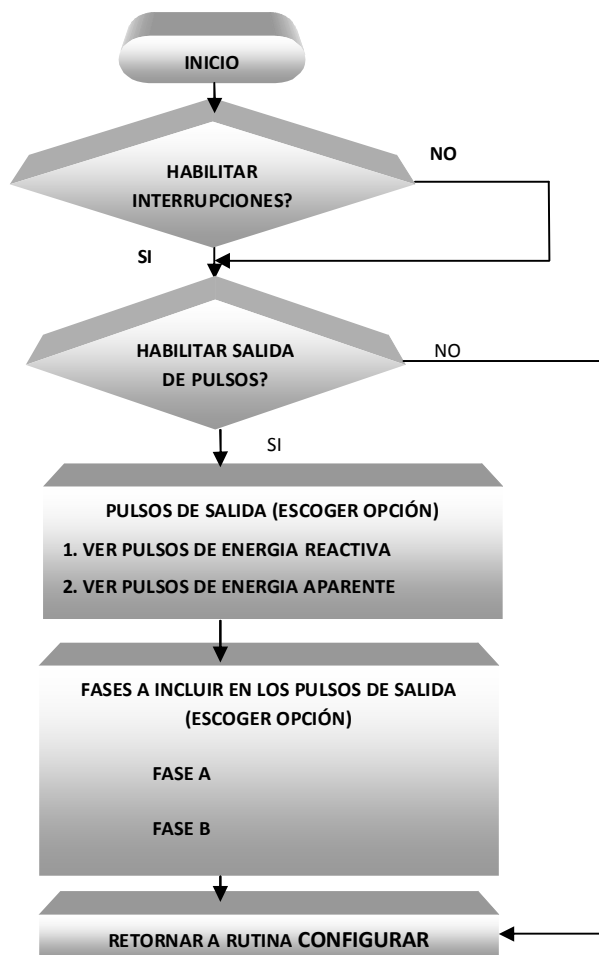 INICIO
HABILITAR
INTERRUPCIONES?
NO
SI
HABILITAR SALIDA
DE PULSOS?
NO
SI
PULSOS DE SALIDA (ESCOGER OPCIÓN)
1. VER PULSOS DE ENERGIA REACTIVA
2. VER PULSOS DE ENERGIA APARENTE
FASES A INCLUIR EN LOS PULSOS DE SALIDA
(ESCOGER OPCIÓN)
FASE A
FASE B
RETORNAR A RUTINA CONFIGURAR